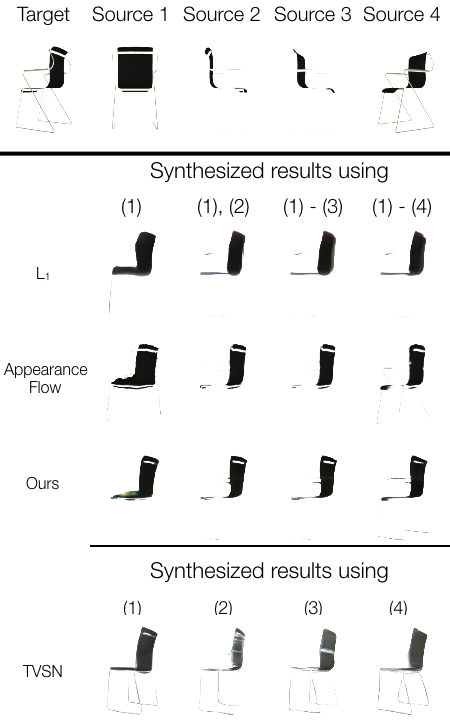 Target Source 1 Source 2 Source 3 Source 4
Synthesized results using
(1) (1), (2) (1) - (3) (1) - (4)
L₁
Appearance
Flow
Ours
Synthesized results using
(1) (2) (3) (4)
TVSN